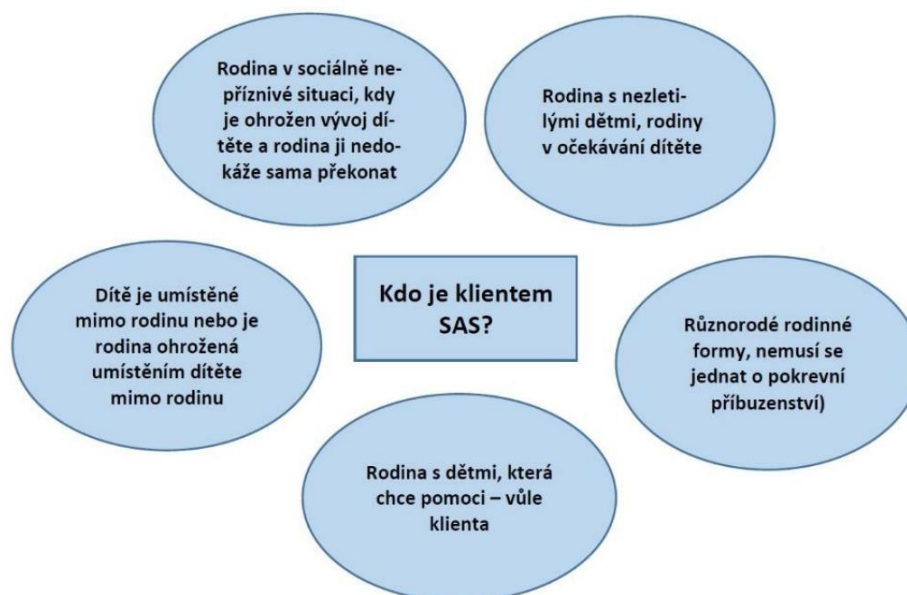 Rodina v sociálně ne-
příznivé situaci, kdy
je ohrožen vývoj dí-
těte a rodina ji nedo-
káže sama překonat
Rodina s nezleti-
lými dětmi, rodiny
v očekávání dítěte
Dítě je umístěné
mimo rodinu nebo je
rodina ohrožená
umístěním dítěte
mimo rodinu
Kdo je klientem
SAS?
Různorodé rodinné
formy, nemusí se
jednat o pokrevní
příbuzenství)
Rodina s dětmi, která
chce pomoci – vůle
klienta